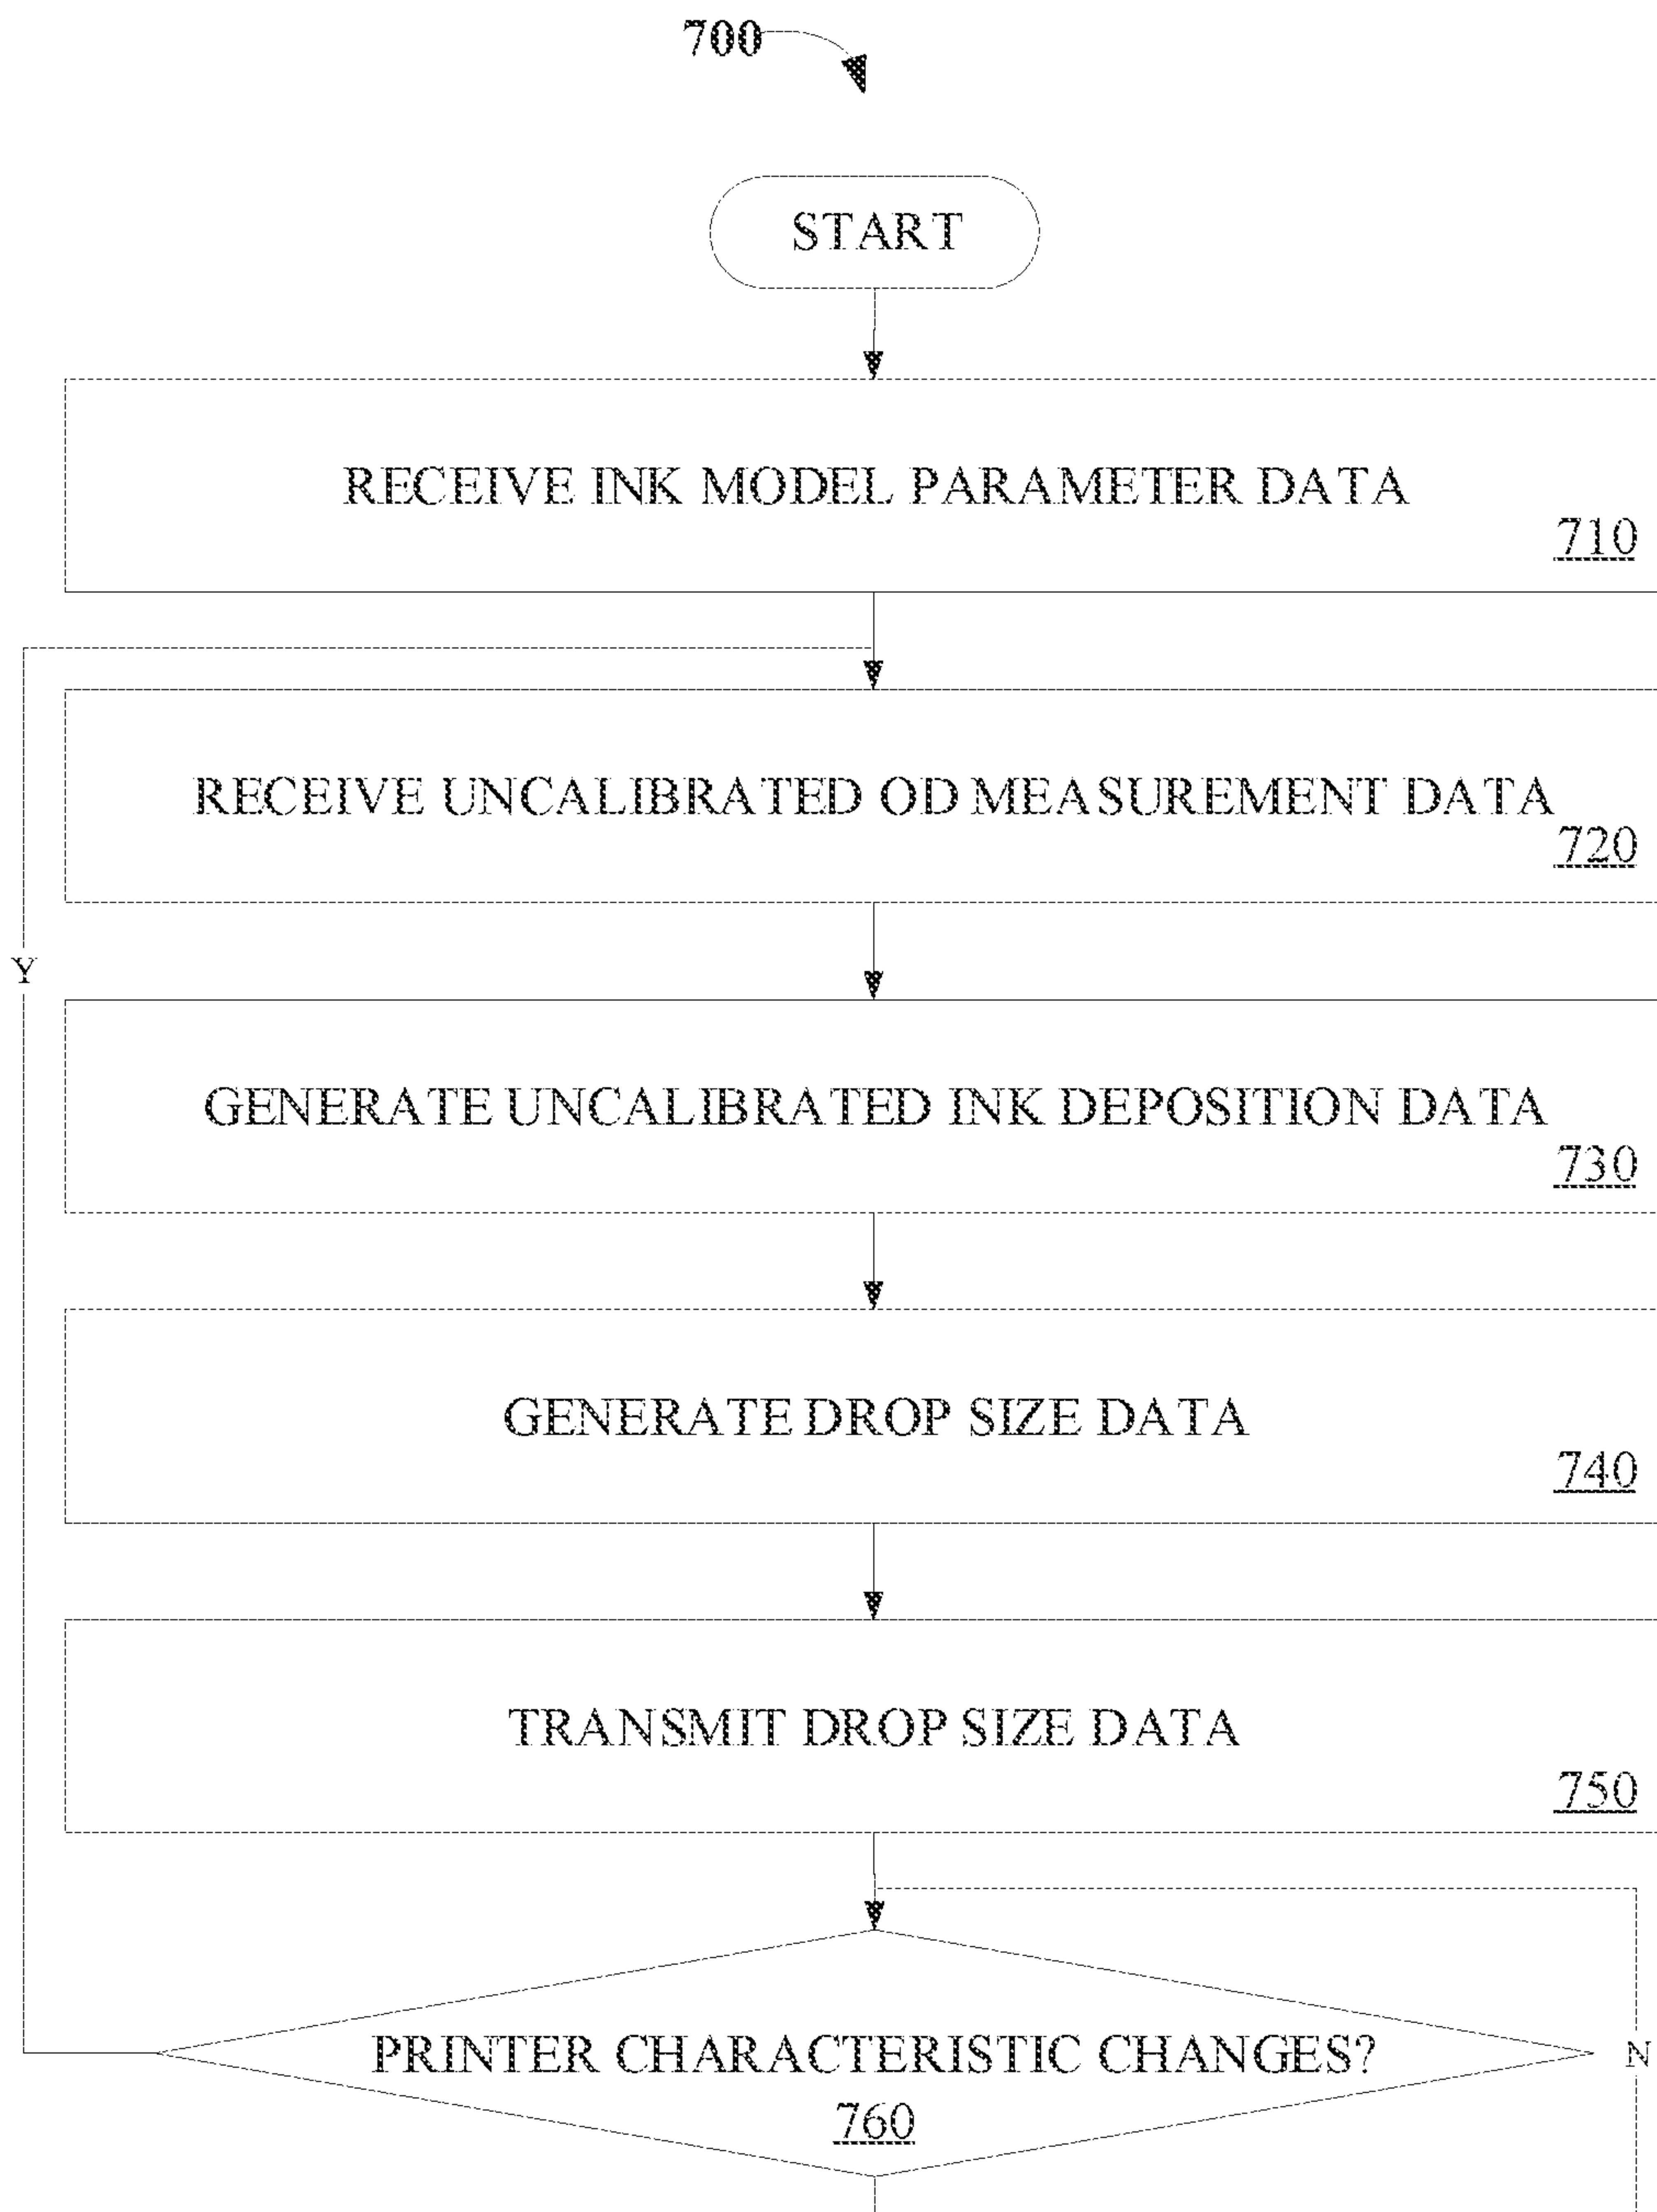 700
START
RECEIVE INK MODEL PARAMETER DATA
710
RECEIVE UNCALIBRATED OD MEASUREMENT DATA
720
Y
GENERATE UNCALIBRATED INK DEPOSITION DATA
730
GENERATE DROP SIZE DATA
740
TRANSMIT DROP SIZE DATA
750
PRINTER CHARACTERISTIC CHANGES?
N
760